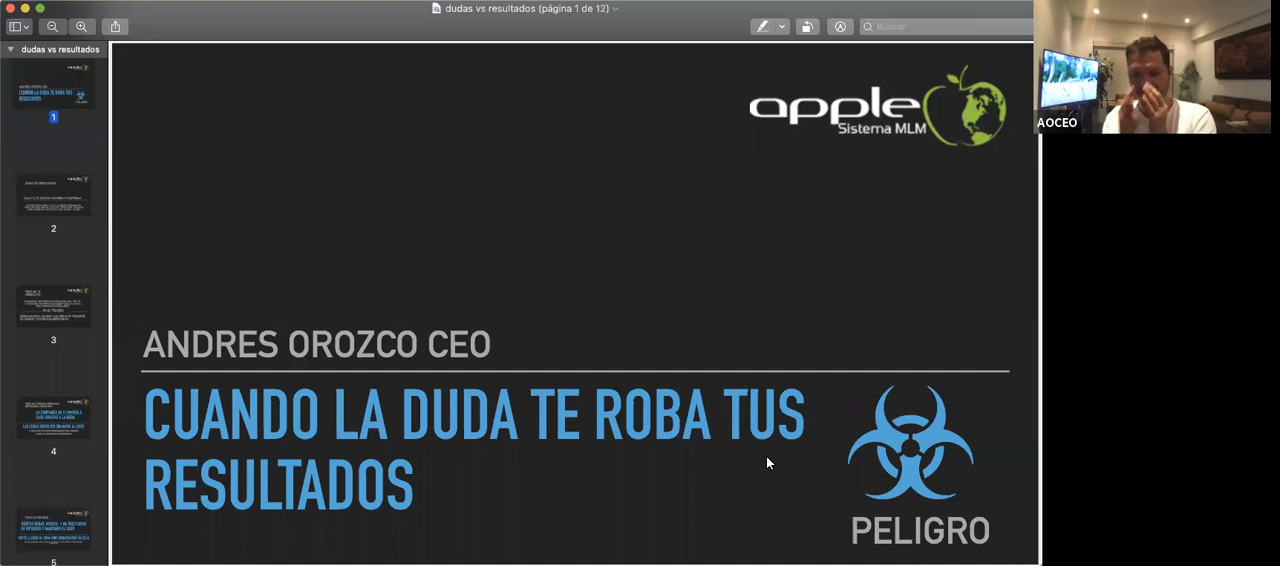 dudas vs resultados (página 1 de 12)
Buscar
dudas vs resultados
1
2
3
4
5
apple
Sistema MLM
ANDRES OROZCO CEO
CUANDO LA DUDA TE ROBA TUS
RESULTADOS
PELIGRO
AOCEO